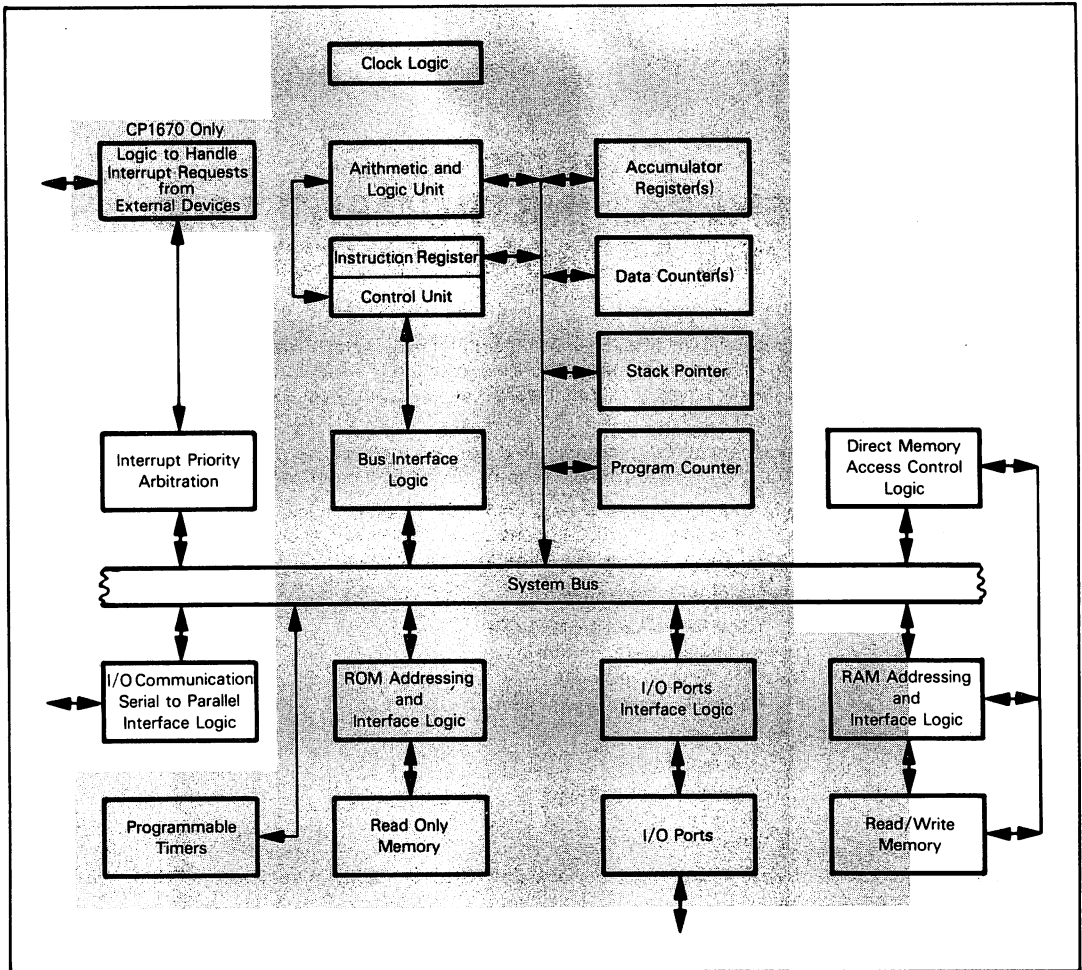 Clock Logic
CP1670 Only
Logic to Handle
Interrupt Requests
from
External Devices
Arithmetic and
Logic Unit
Accumulator
Register(s)
Instruction Register
Control Unit
Data Counter(s)
Stack Pointer
Interrupt Priority
Arbitration
Bus Interface
Logic
Program Counter
Direct Memory
Access Control
Logic
System Bus
I/O Communication
Serial to Parallel
Interface Logic
ROM Addressing
and
Interface Logic
I/O Ports
Interface Logic
RAM Addressing
and
Interface Logic
Programmable
Timers
Read Only
Memory
I/O Ports
Read/Write
Memory